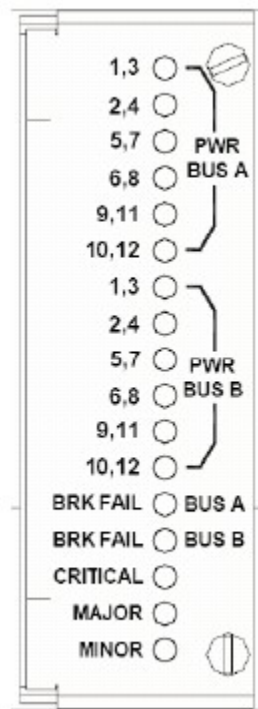 1,3
2,4
5,7
PWR
BUS A
6,8
9,11
10,12
1,3
2,4
5,7
PWR
BUS B
6,8
9,11
10,12
BRK FAIL BUS A
BRK FAIL BUS B
CRITICAL
MAJOR
MINOR